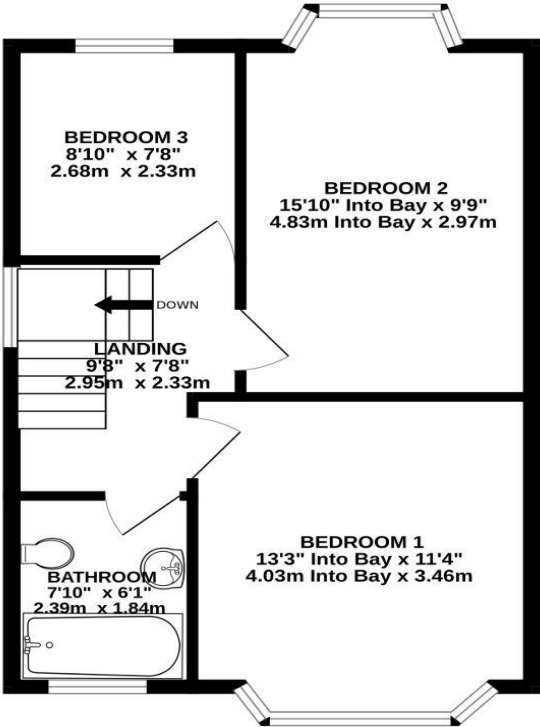 BEDROOM 3
8'10" x 7'8"
2.68m x 2.33m
BEDROOM 2
15'10" Into Bay x 9'9"
4.83m Into Bay x 2.97m
DOWN
LANDING
9'8" x 7'8"
2.95m x 2.33m
BEDROOM 1
13'3" Into Bay x 11'4"
4.03m Into Bay x 3.46m
BATHROOM
7'10" x 6'1"
2.39m x 1.84m